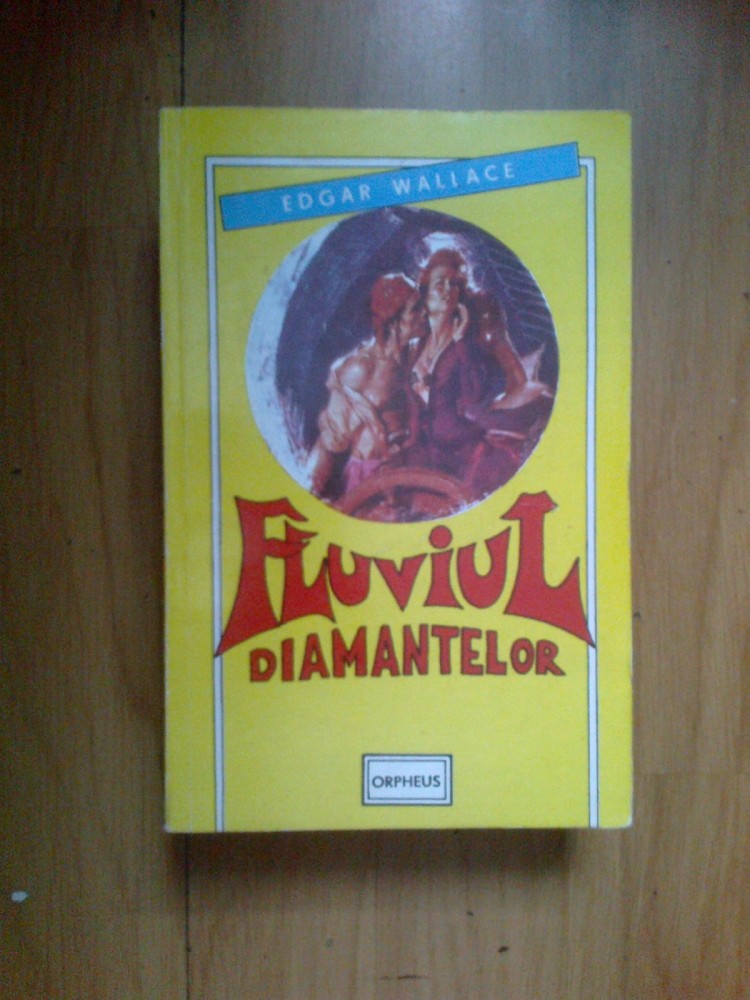 EDGAR WALLACE
FLUVIUL
DIAMANTELOR
ORPHEUS